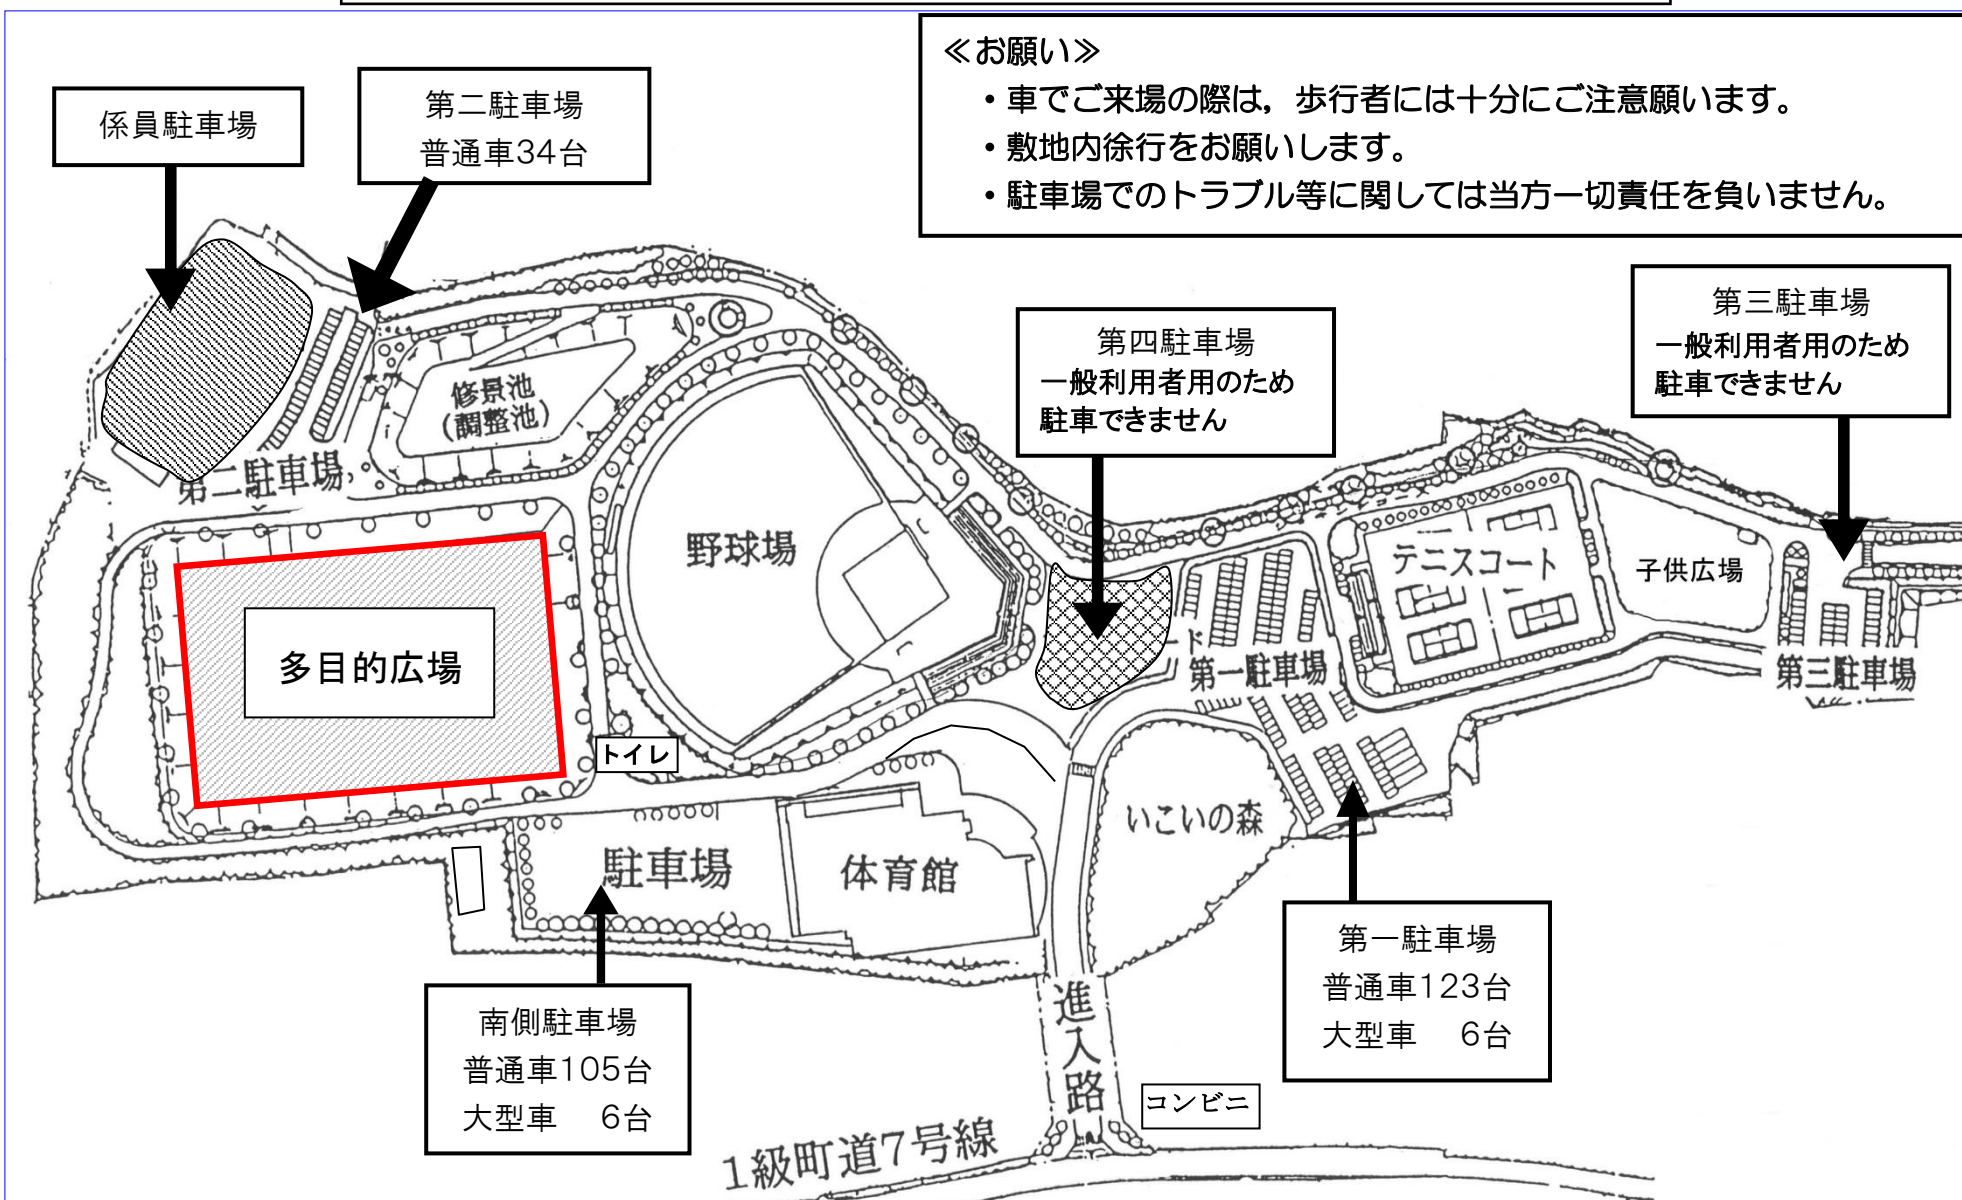 ≪お願い≫
・車でご来場の際は，歩行者には十分にご注意願います。
・敷地内徐行をお願いします。
・駐車場でのトラブル等に関しては当方一切責任を負いません。
係員駐車場
第二駐車場
普通車34台
第四駐車場
一般利用者用のため
駐車できません
第三駐車場
一般利用者用のため
駐車できません
修景池
(調整池)
第二駐車場
野球場
テニスコート
子供広場
多目的広場
ド
第一駐車場
第三駐車場
トイレ
いこいの森
駐車場
体育館
南側駐車場
普通車105台
大型車 6台
第一駐車場
普通車123台
大型車 6台
進入路
コンビニ
1級町道7号線